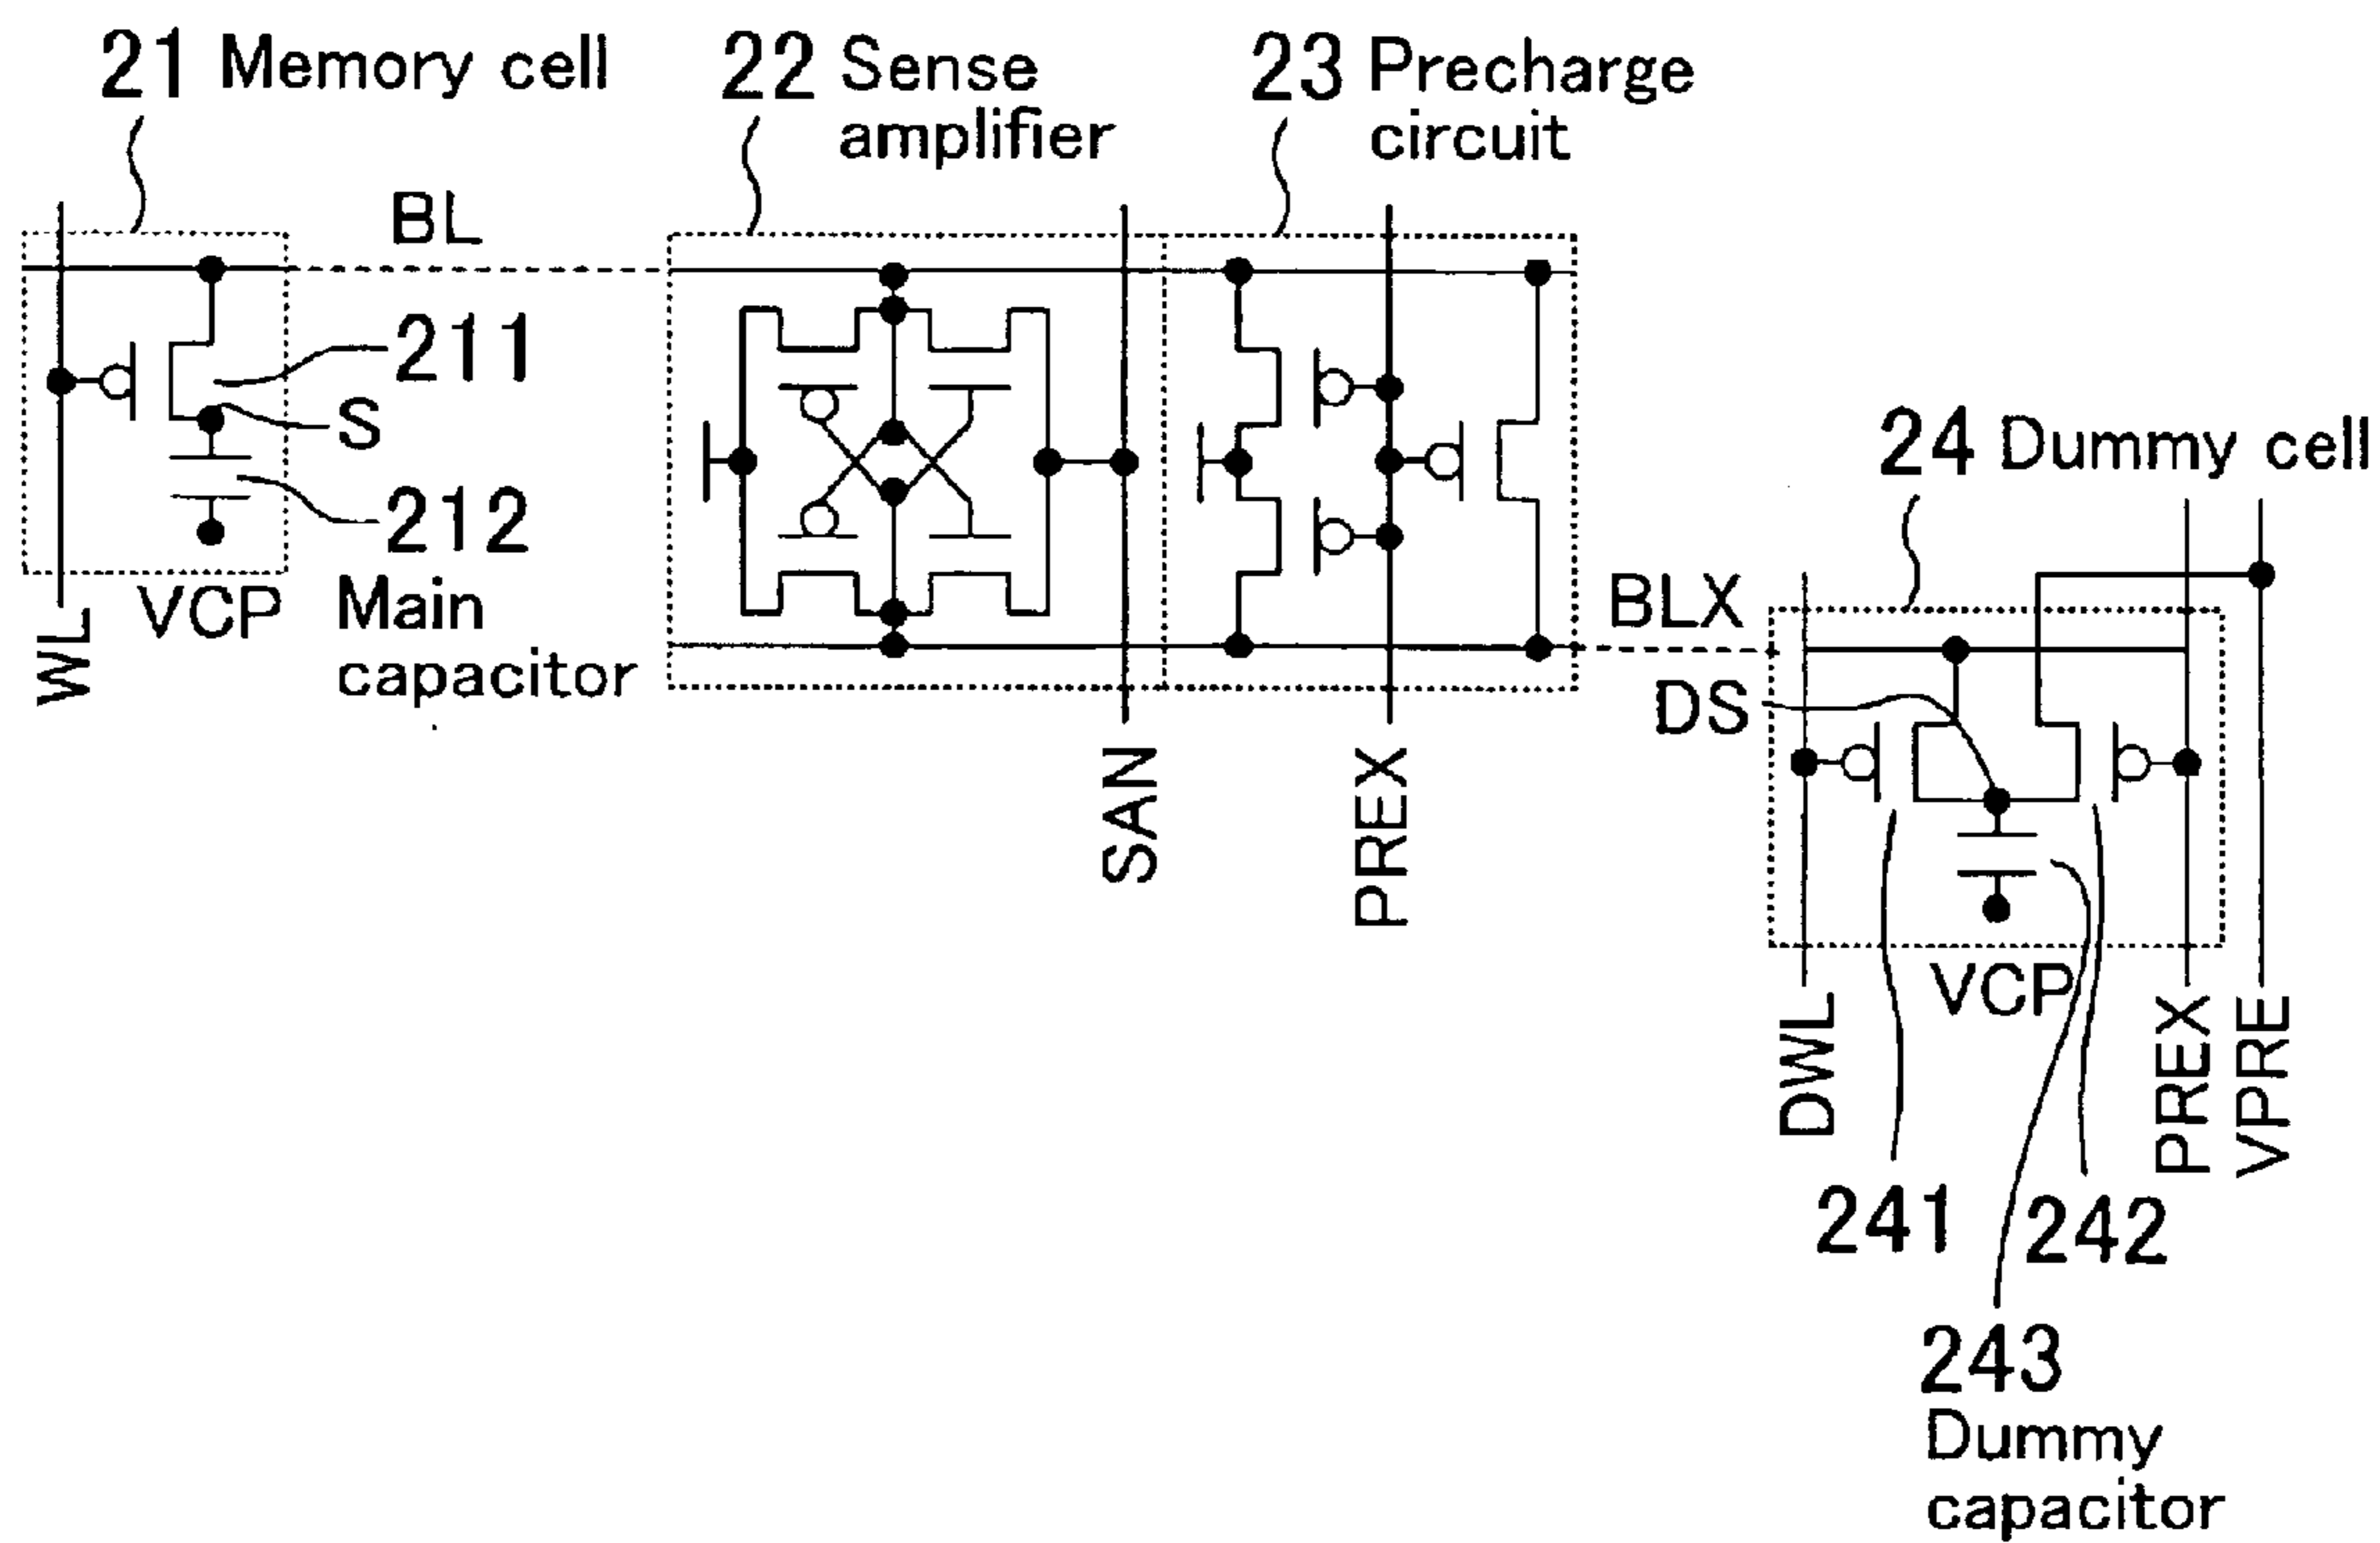 21 Memory cell
22 Sense
amplifier
23 Precharge
circuit
BL
211
S
212
Main
capacitor
VCP
WL
24 Dummy cell
BLX
DS
SAN
PREX
VCP
DWL
PREX
VPRE
241
242
243
Dummy
capacitor